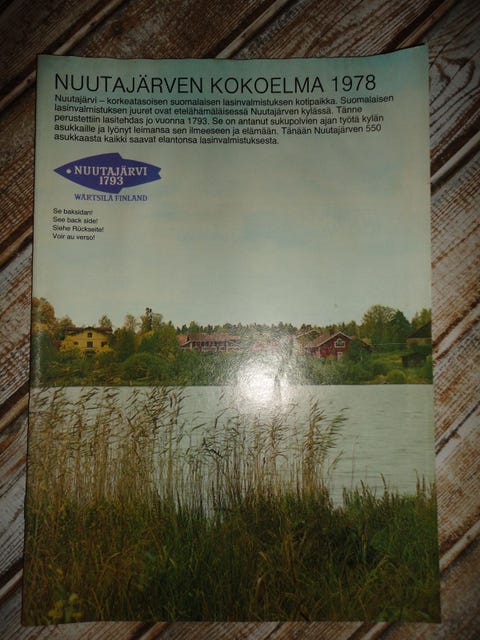 NUUTAJÄRVEN KOKOELMA 1978
Nuutajärvi – korkeatasoisen suomalaisen lasinvalmistuksen kotipaikka. Suomalaisen
lasinvalmistuksen juuret ovat etelähämäläisessä Nuutajärven kylässä. Tänne
perustettiin lasitehdas jo vuonna 1793. Se on antanut sukupolvien ajan työtä kylän
asukkaille ja lyönyt leimansa sen ilmeeseen ja elämään. Tänään Nuutajärven 550
asukkaasta kaikki saavat elantonsa lasinvalmistuksesta.
NUUTAJÄRVI
1793
WÄRTSILÄ FINLAND
Se baksidan!
See back side!
Siehe Rückseite!
Voir au verso!